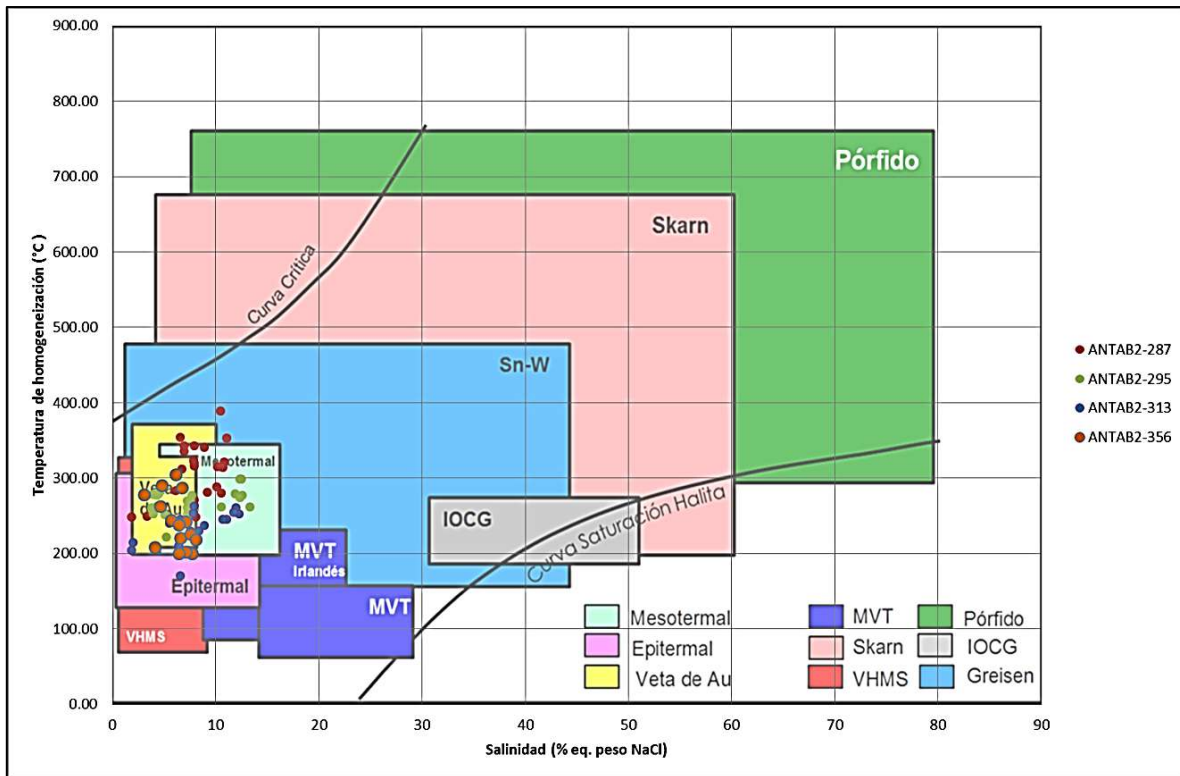 900.00
800.00
700.00
600.00
500.00
400.00
300.00
200.00
100.00
0.00
Temperatura de homogeneización (°C)
0
10
20
30
40
50
60
70
80
90
Salinidad (% eq. peso NaCl)
Pórfido
Skarn
Curva Crítica
Sn-W
Mesotermal
Veta
de Au
IOCG
Curva Saturación Halita
MVT
Irlandés
Epitermal
MVT
VHMS
Mesotermal
Epitermal
Veta de Au
MVT
Skarn
VHMS
Pórfido
IOCG
Greisen
ANTAB2-287
ANTAB2-295
ANTAB2-313
ANTAB2-356